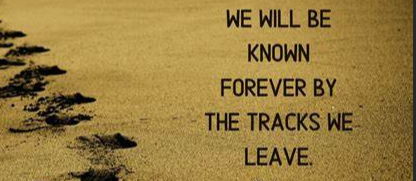 WE WILL BE
KNOWN
FOREVER BY
THE TRACKS WE
LEAVE.